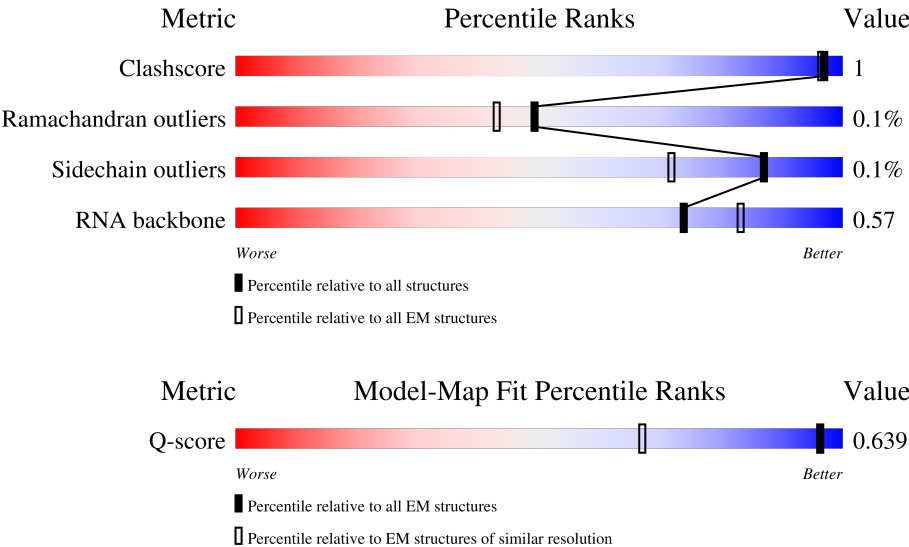 Metric Percentile Ranks Value
Clashscore 1
Ramachandran outliers 0.1%
Sidechain outliers 0.1%
RNA backbone 0.57
Worse Better
Percentile relative to all structures
Percentile relative to all EM structures
Metric Model-Map Fit Percentile Ranks Value
Q-score 0.639
Worse Better
Percentile relative to all EM structures
Percentile relative to EM structures of similar resolution